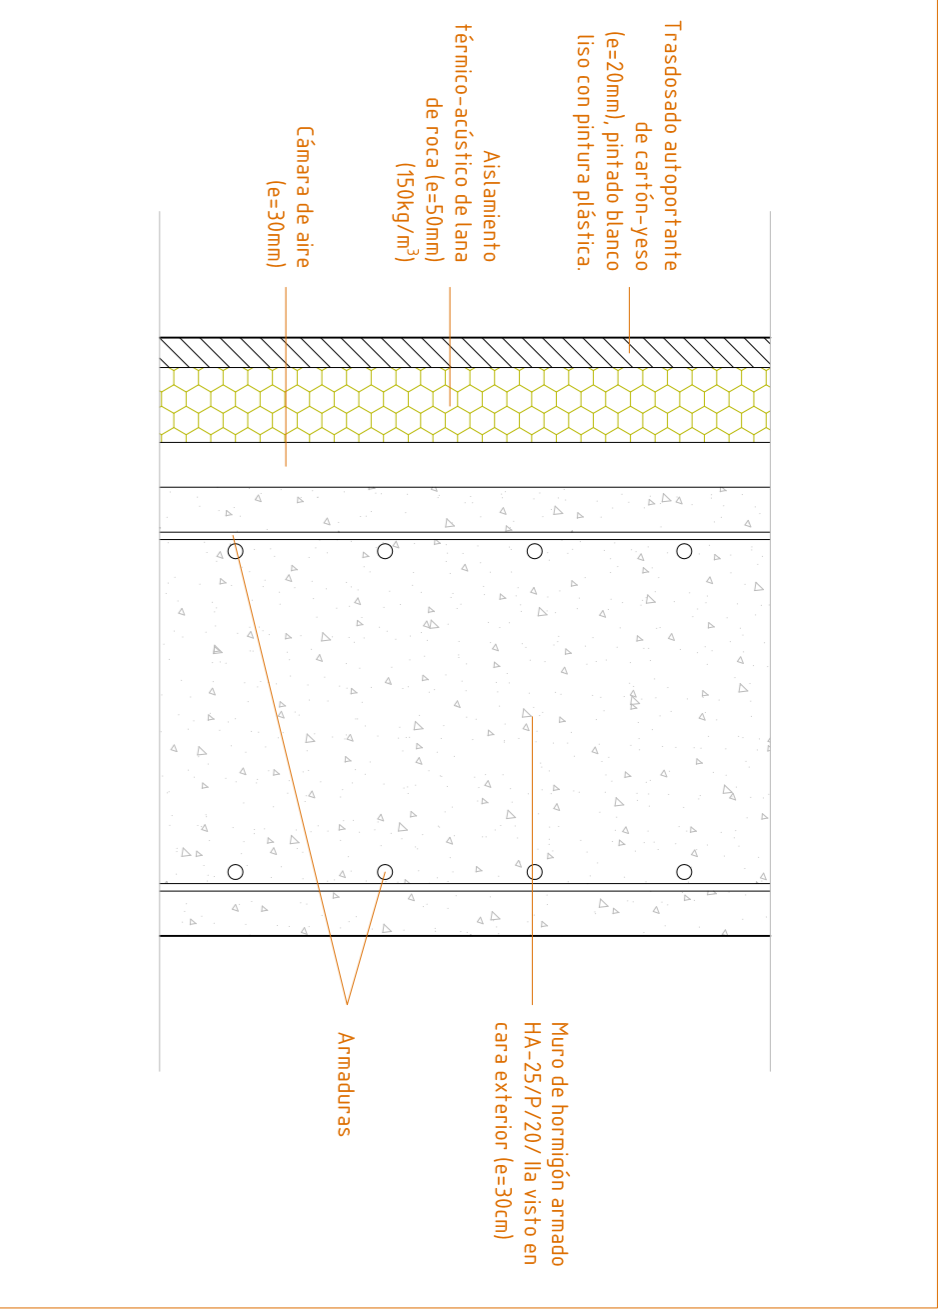 Trasdosado autoportante
de cartón-yeso
(e=20mm), pintado blanco
liso con pintura plástica.
Aislamiento
térmico-acústico de lana
de roca (e=50mm)
(150kg/m³)
Cámara de aire
(e=30mm)
Muro de hormigón armado
HA-25/P/20/ IIa visto en
cara exterior (e=30cm)
Armaduras